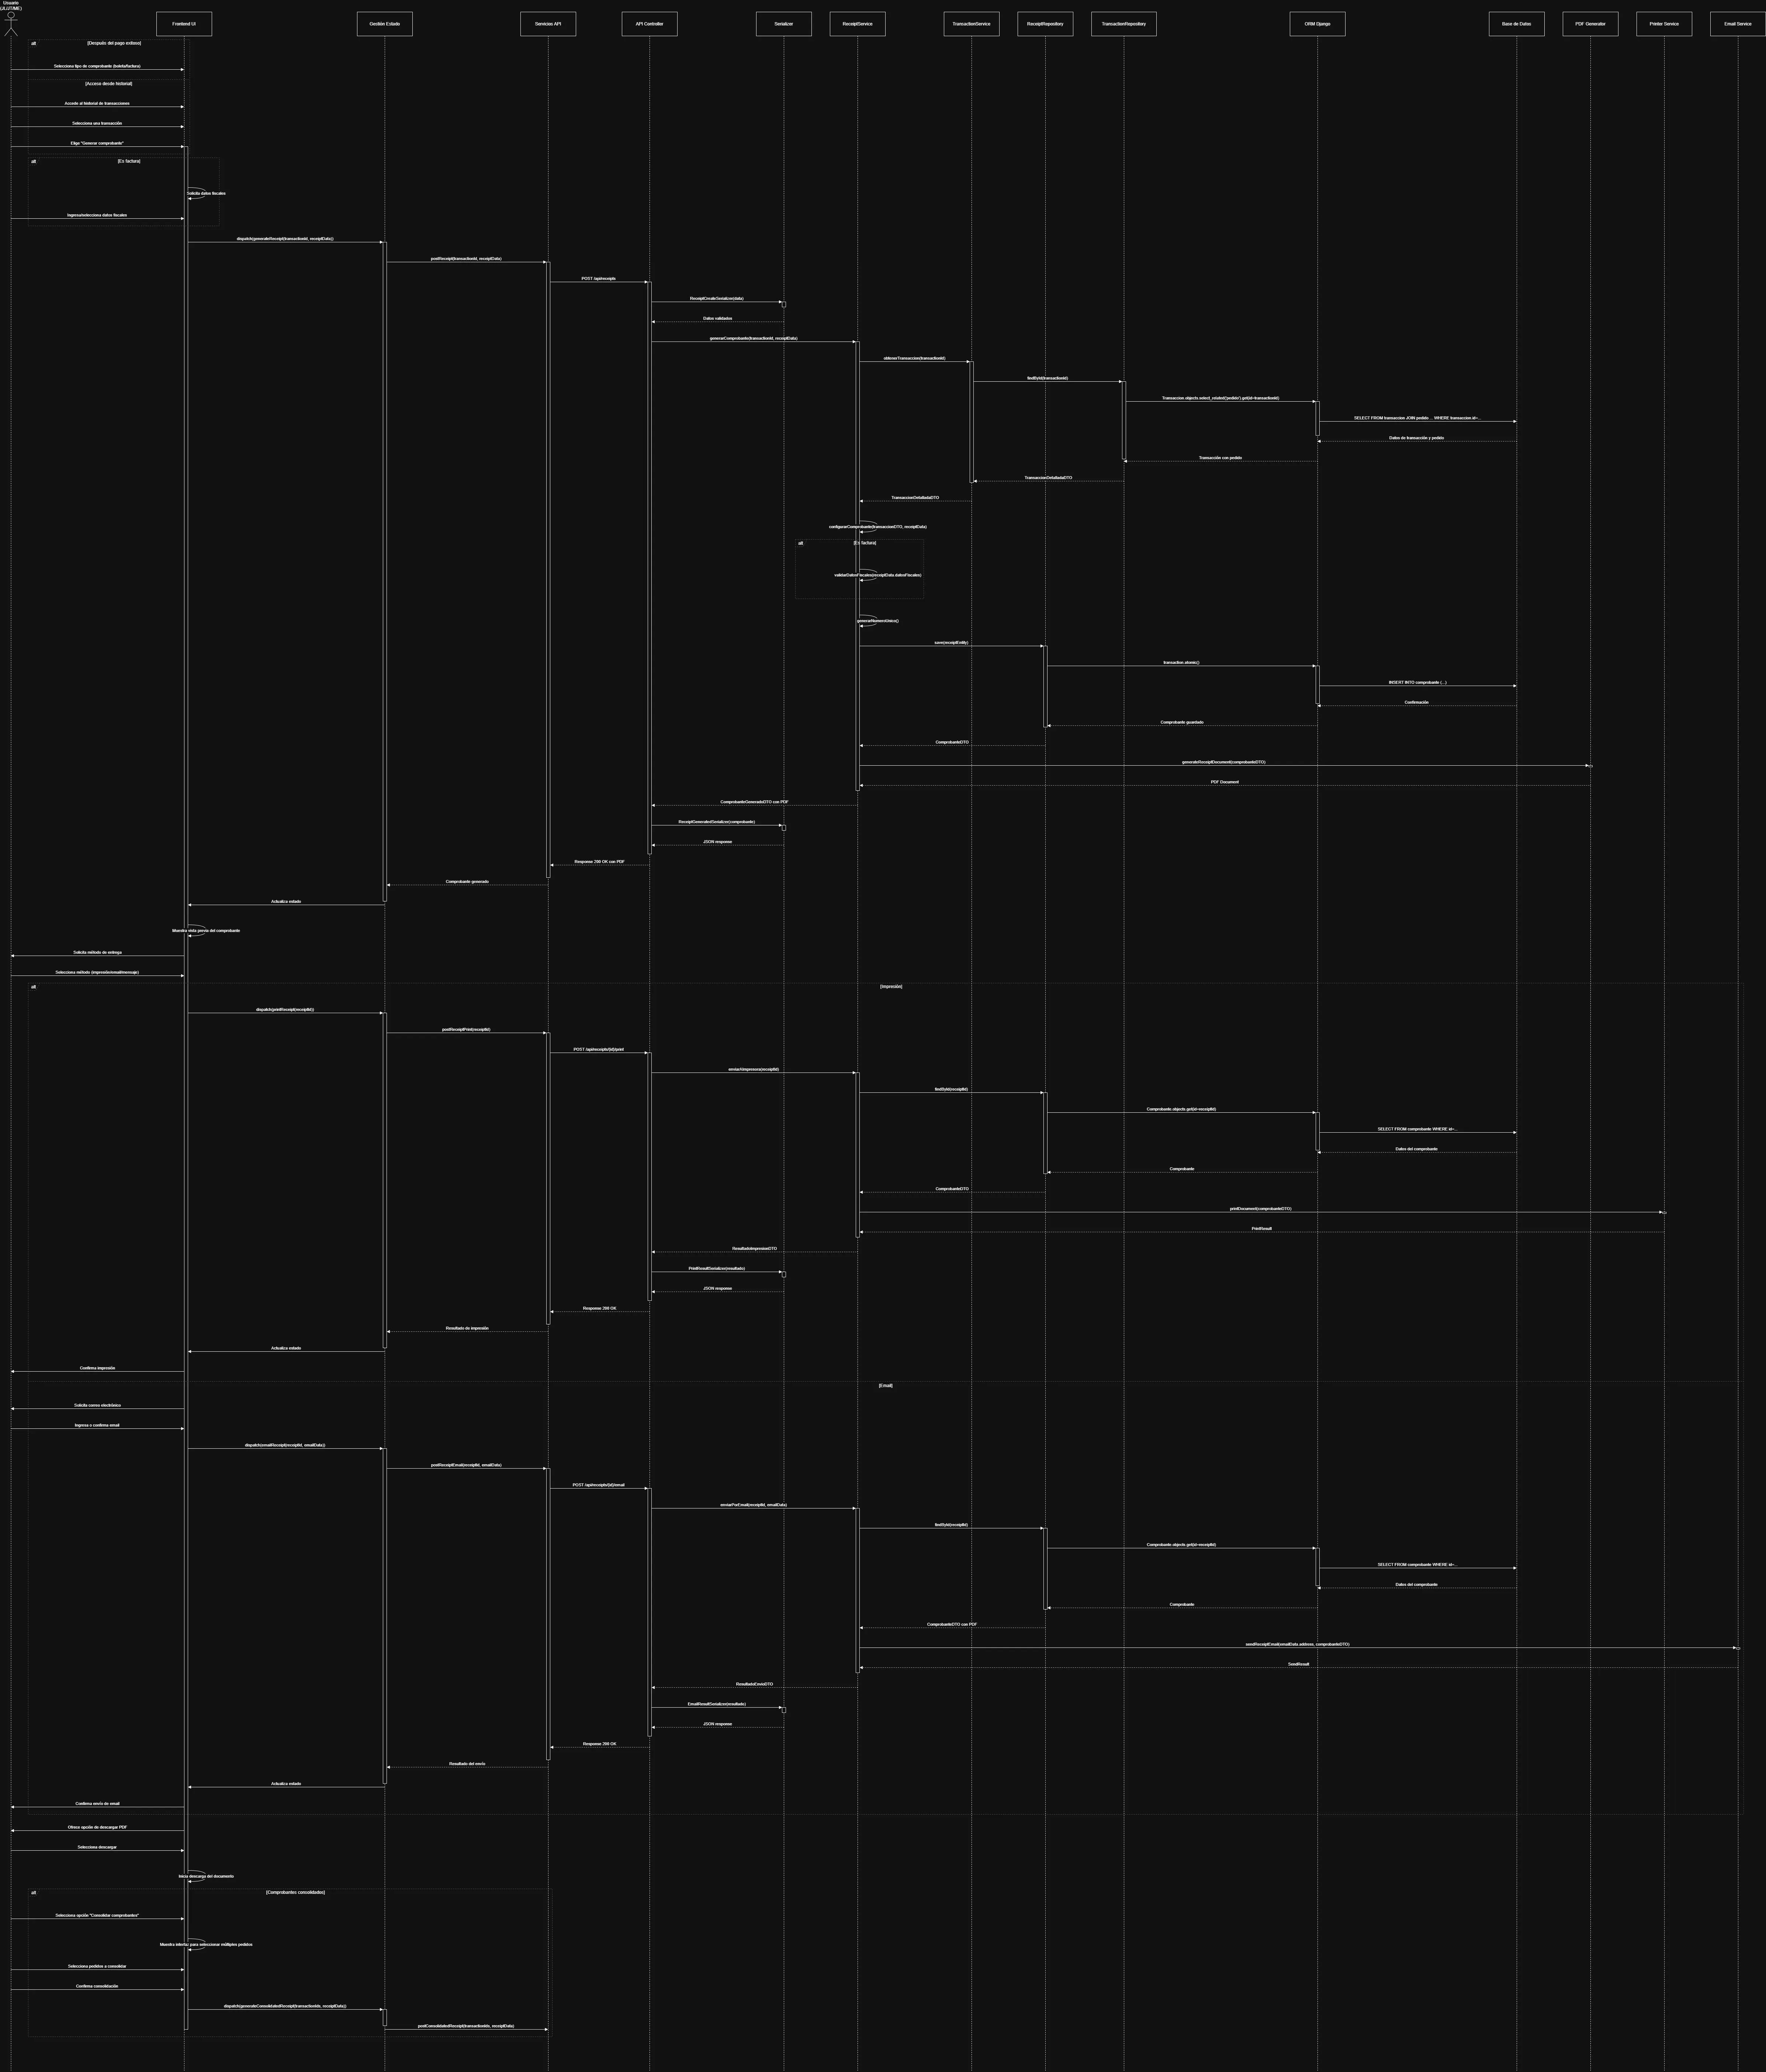 Usuario
(JL/JT/ME)
Frontend UI
Gestión Estado
Servicios API
API Controller
Serializer
ReceiptService
TransactionService
ReceiptRepository
TransactionRepository
ORM Django
Base de Datos
PDF Generator
Printer Service
Email Service
alt
[Después del pago exitoso]
Selecciona tipo de comprobante (boleta/factura)
[Acceso desde historial]
Accede al historial de transacciones
Selecciona una transacción
Elige "Generar comprobante"
alt
[Es factura]
Solicita datos fiscales
Ingresa/selecciona datos fiscales
dispatch(generateReceipt(transactionId, receiptData))
postReceipt(transactionId, receiptData)
POST /api/receipts
ReceiptCreateSerializer(data)
Datos validados
generarComprobante(transactionId, receiptData)
obtenerTransaccion(transactionId)
findById(transactionId)
Transaccion.objects.select_related('pedido').get(id=transactionId)
SELECT FROM transaccion JOIN pedido ... WHERE transaccion.id=...
Datos de transacción y pedido
Transacción con pedido
TransaccionDetalladaDTO
TransaccionDetalladaDTO
configurarComprobante(transaccionDTO, receiptData)
alt
[Es factura]
validarDatosFiscales(receiptData.datosFiscales)
generarNumeroUnico()
save(receiptEntity)
transaction.atomic()
INSERT INTO comprobante (...)
Confirmación
Comprobante guardado
ComprobanteDTO
generateReceiptDocument(comprobanteDTO)
PDF Document
ComprobanteGeneradoDTO con PDF
ReceiptGeneratedSerializer(comprobante)
JSON response
Response 200 OK con PDF
Comprobante generado
Actualiza estado
Muestra vista previa del comprobante
Solicita método de entrega
Selecciona método (impresión/email/mensaje)
alt
[Impresión]
dispatch(printReceipt(receiptId))
postReceiptPrint(receiptId)
POST /api/receipts/{id}/print
enviarAImpresora(receiptId)
findById(receiptId)
Comprobante.objects.get(id=receiptId)
SELECT FROM comprobante WHERE id=...
Datos del comprobante
Comprobante
ComprobanteDTO
printDocument(comprobanteDTO)
PrintResult
ResultadoImpresionDTO
PrintResultSerializer(resultado)
JSON response
Response 200 OK
Resultado de impresión
Actualiza estado
Confirma impresión
[Email]
Solicita correo electrónico
Ingresa o confirma email
dispatch(emailReceipt(receiptId, emailData))
postReceiptEmail(receiptId, emailData)
POST /api/receipts/{id}/email
enviarPorEmail(receiptId, emailData)
findById(receiptId)
Comprobante.objects.get(id=receiptId)
SELECT FROM comprobante WHERE id=...
Datos del comprobante
Comprobante
ComprobanteDTO con PDF
sendReceiptEmail(emailData.address, comprobanteDTO)
SendResult
ResultadoEnvioDTO
EmailResultSerializer(resultado)
JSON response
Response 200 OK
Resultado del envío
Actualiza estado
Confirma envío de email
Ofrece opción de descargar PDF
Selecciona descargar
Inicia descarga del documento
alt
[Comprobantes consolidados]
Selecciona opción "Consolidar comprobantes"
Muestra interfaz para seleccionar múltiples pedidos
Selecciona pedidos a consolidar
Confirma consolidación
dispatch(generateConsolidatedReceipt(transactionIds, receiptData))
postConsolidatedReceipt(transactionIds, receiptData)